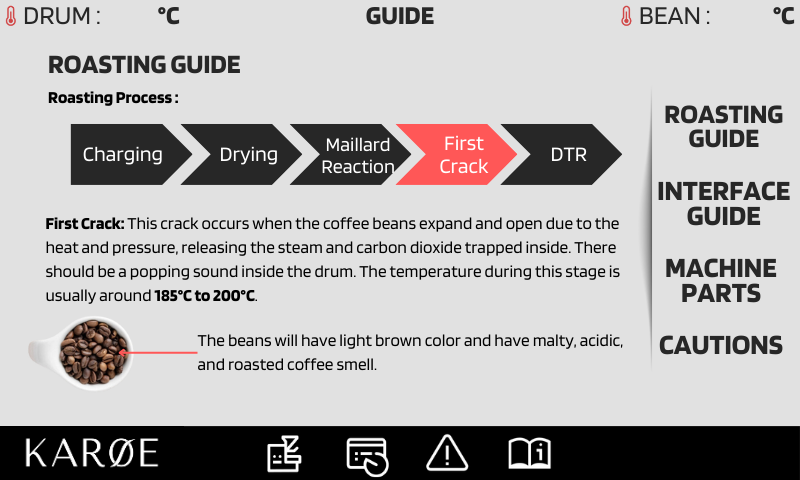 DRUM : °C GUIDE BEAN : °C
ROASTING GUIDE
Roasting Process :
Charging
Drying
Maillard
Reaction
First
Crack
DTR
First Crack: This crack occurs when the coffee beans expand and open due to the
heat and pressure, releasing the steam and carbon dioxide trapped inside. There
should be a popping sound inside the drum. The temperature during this stage is
usually around 185°C to 200°C.
The beans will have light brown color and have malty, acidic,
and roasted coffee smell.
ROASTING
GUIDE
INTERFACE
GUIDE
MACHINE
PARTS
CAUTIONS
KARØE